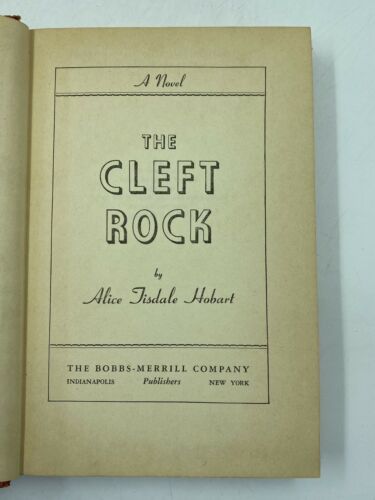 A Novel
THE
CLEFT
ROCK
by
Alice Tisdale Hobart
THE BOBBS-MERRILL COMPANY
INDIANAPOLIS Publishers NEW YORK